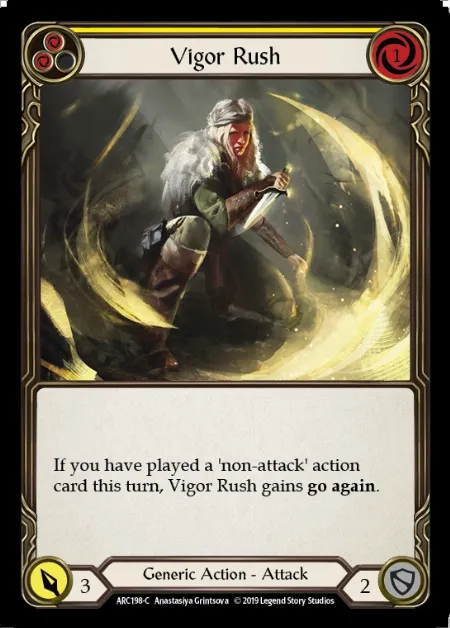 Vigor Rush
1
If you have played a 'non-attack' action
card this turn, Vigor Rush gains go again.
3
Generic Action - Attack
2
ARC198-C Anastasiya Grintsova © 2019 Legend Story Studios